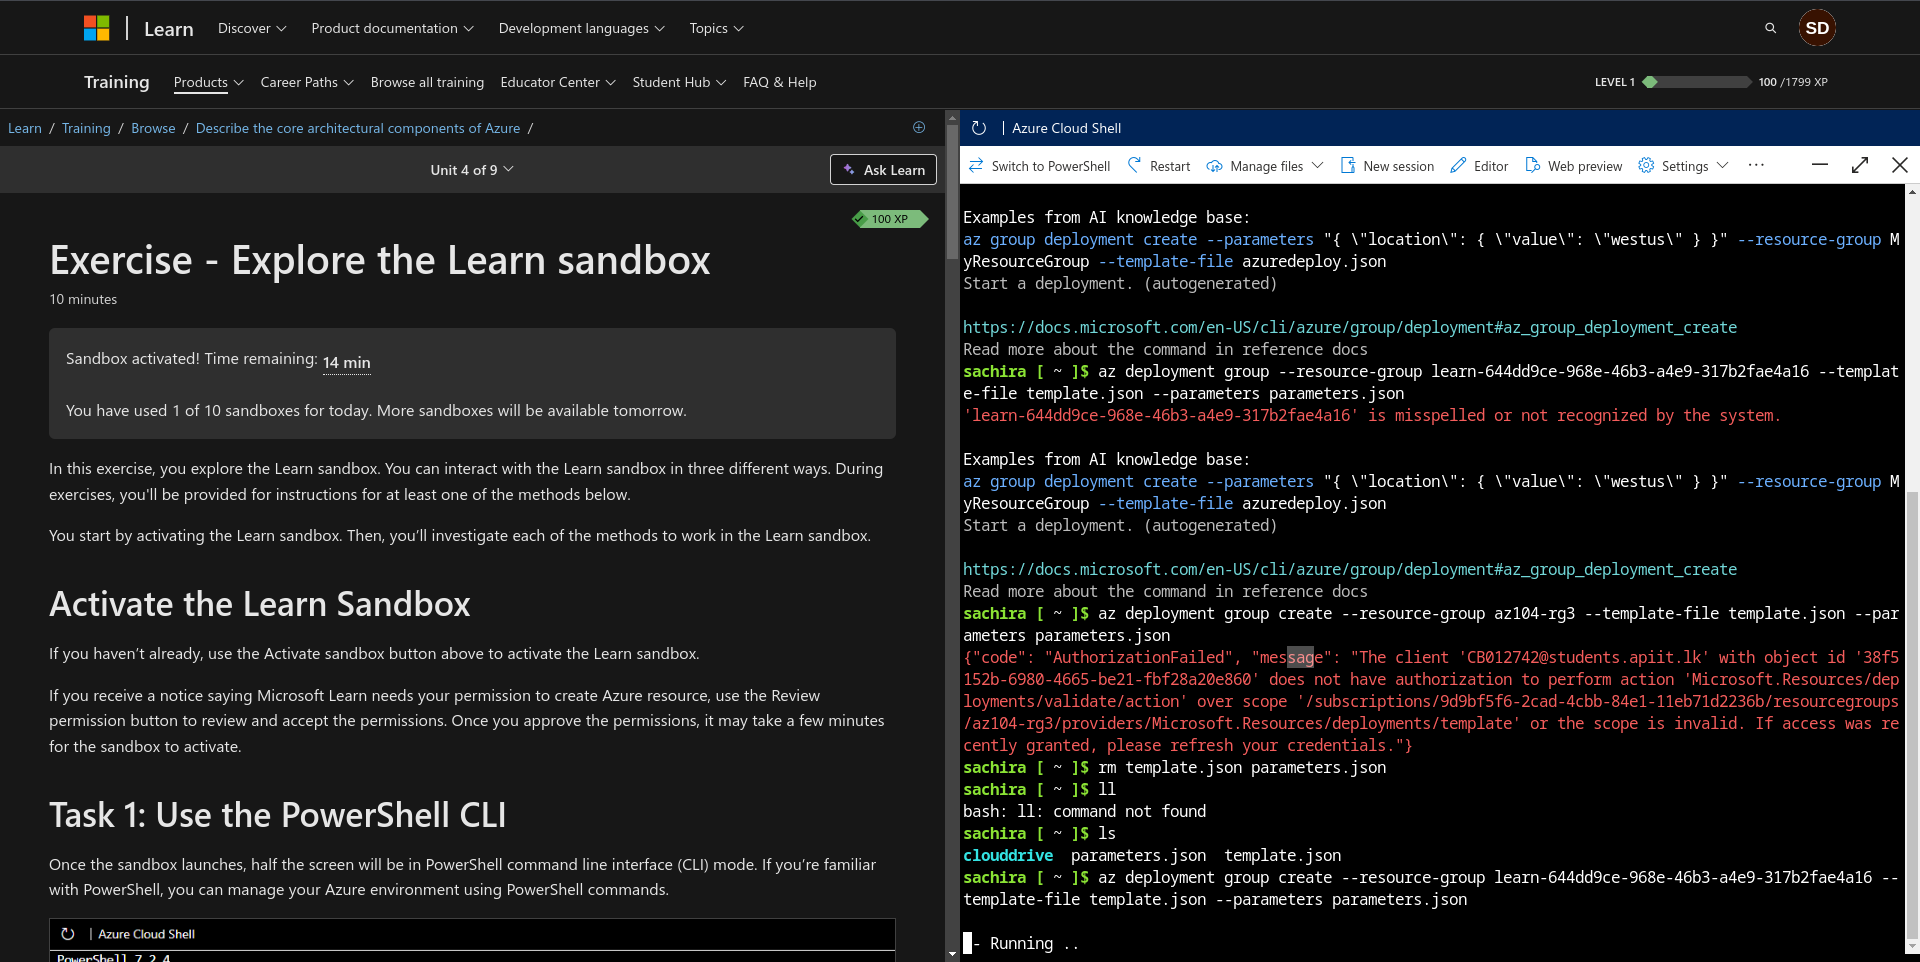 Learn Discover Product documentation Development languages Topics SD
Training Products Career Paths Browse all training Educator Center Student Hub FAQ & Help LEVEL 1 100 /1799 XP
Learn / Training / Browse / Describe the core architectural components of Azure /
Unit 4 of 9 Ask Learn
100 XP
Exercise - Explore the Learn sandbox
10 minutes
Sandbox activated! Time remaining: 14 min
You have used 1 of 10 sandboxes for today. More sandboxes will be available tomorrow.
In this exercise, you explore the Learn sandbox. You can interact with the Learn sandbox in three different ways. During
exercises, you'll be provided for instructions for at least one of the methods below.
You start by activating the Learn sandbox. Then, you’ll investigate each of the methods to work in the Learn sandbox.
Activate the Learn Sandbox
If you haven’t already, use the Activate sandbox button above to activate the Learn sandbox.
If you receive a notice saying Microsoft Learn needs your permission to create Azure resource, use the Review
permission button to review and accept the permissions. Once you approve the permissions, it may take a few minutes
for the sandbox to activate.
Task 1: Use the PowerShell CLI
Once the sandbox launches, half the screen will be in PowerShell command line interface (CLI) mode. If you’re familiar
with PowerShell, you can manage your Azure environment using PowerShell commands.
| Azure Cloud Shell
PowerShell 7.2.4
| Azure Cloud Shell
Switch to PowerShell Restart Manage files New session Editor Web preview Settings ···
Examples from AI knowledge base:
az group deployment create --parameters "{ \"location\": { \"value\": \"westus\" } }" --resource-group M
yResourceGroup --template-file azuredeploy.json
Start a deployment. (autogenerated)
https://docs.microsoft.com/en-US/cli/azure/group/deployment#az_group_deployment_create
Read more about the command in reference docs
sachira [ ~ ]$ az deployment group --resource-group learn-644dd9ce-968e-46b3-a4e9-317b2fae4a16 --templat
e-file template.json --parameters parameters.json
'learn-644dd9ce-968e-46b3-a4e9-317b2fae4a16' is misspelled or not recognized by the system.
Examples from AI knowledge base:
az group deployment create --parameters "{ \"location\": { \"value\": \"westus\" } }" --resource-group M
yResourceGroup --template-file azuredeploy.json
Start a deployment. (autogenerated)
https://docs.microsoft.com/en-US/cli/azure/group/deployment#az_group_deployment_create
Read more about the command in reference docs
sachira [ ~ ]$ az deployment group create --resource-group az104-rg3 --template-file template.json --par
ameters parameters.json
{"code": "AuthorizationFailed", "message": "The client 'CB012742@students.apiit.lk' with object id '38f5
152b-6980-4665-be21-fbf28a20e860' does not have authorization to perform action 'Microsoft.Resources/dep
loyments/validate/action' over scope '/subscriptions/9d9bf5f6-2cad-4cbb-84e1-11eb71d2236b/resourcegroups
/az104-rg3/providers/Microsoft.Resources/deployments/template' or the scope is invalid. If access was re
cently granted, please refresh your credentials."}
sachira [ ~ ]$ rm template.json parameters.json
sachira [ ~ ]$ ll
bash: ll: command not found
sachira [ ~ ]$ ls
clouddrive parameters.json template.json
sachira [ ~ ]$ az deployment group create --resource-group learn-644dd9ce-968e-46b3-a4e9-317b2fae4a16 --
template-file template.json --parameters parameters.json
- Running ..